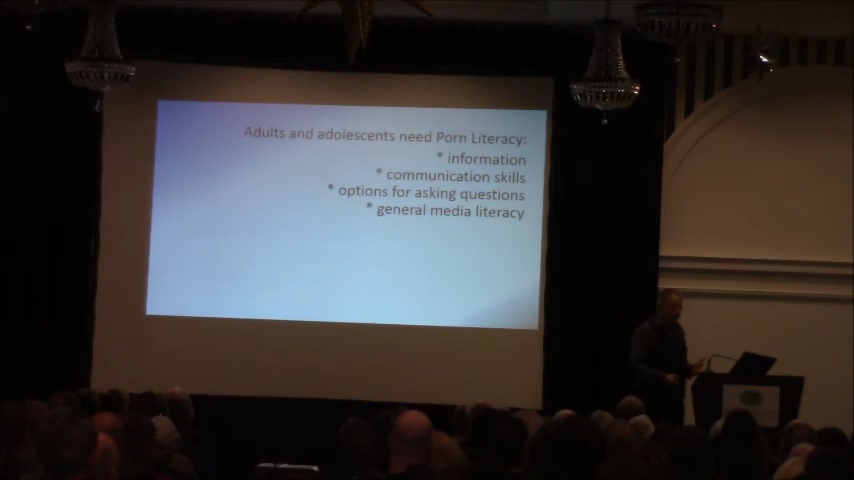 Adults and adolescents need Porn Literacy:
* information
* communication skills
* options for asking questions
* general media literacy